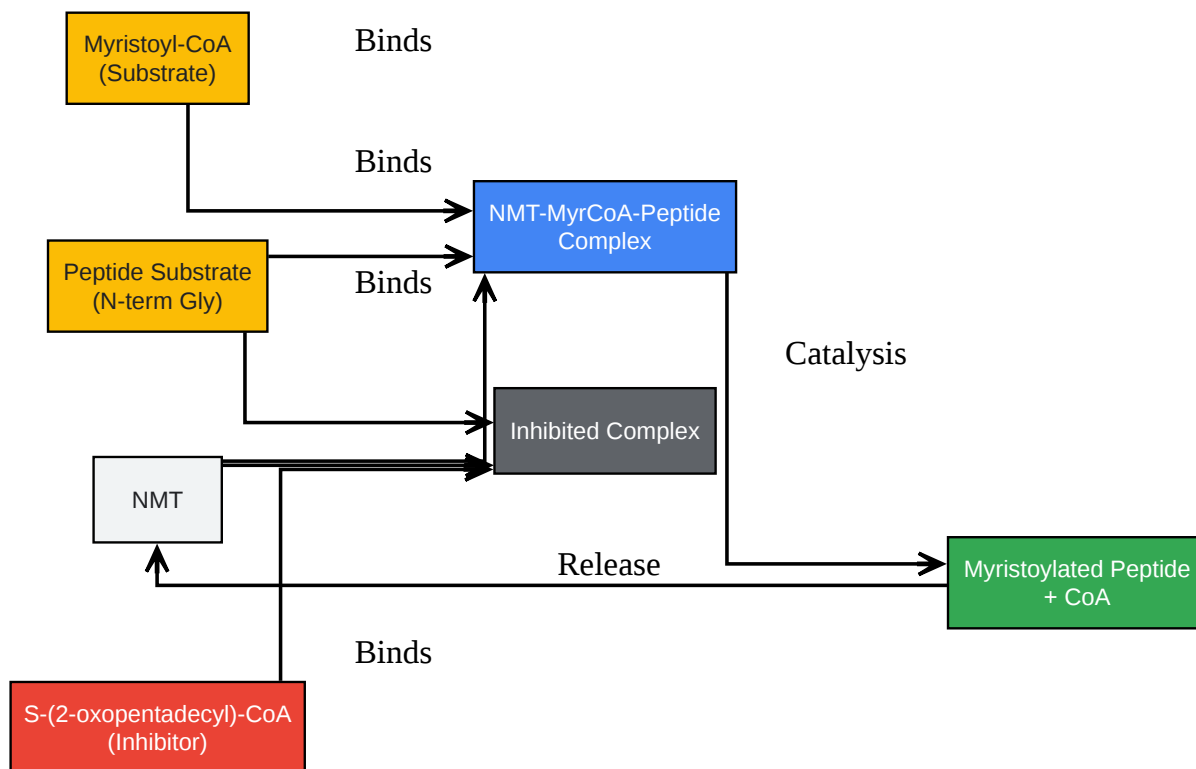 Myristoyl-CoA
(Substrate)
Binds
Binds
NMT-MyrCoA-Peptide
Complex
Peptide Substrate
(N-term Gly)
Binds
Catalysis
Inhibited Complex
NMT
Release
Myristoylated Peptide
+ CoA
Binds
S-(2-oxopentadecyl)-CoA
(Inhibitor)